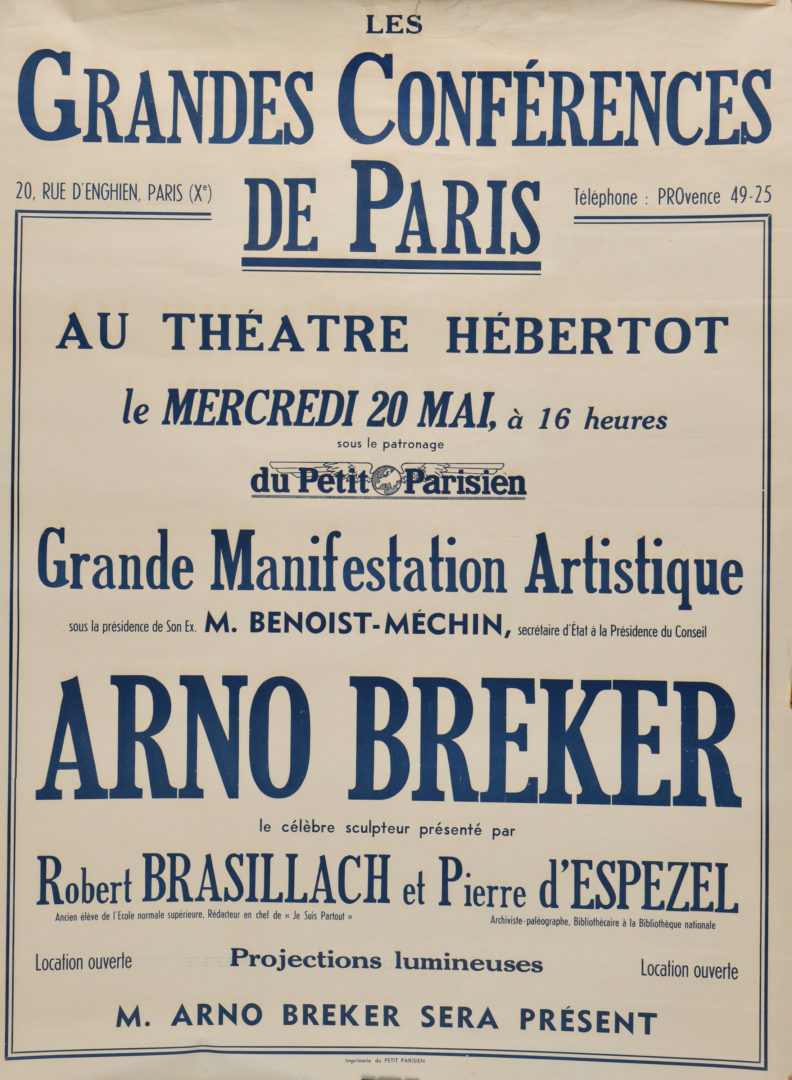 LES
GRANDES CONFÉRENCES
DE PARIS
20, RUE D'ENGHIEN, PARIS (Xe)
Téléphone : PROvence 49-25
AU THÉATRE HÉBERTOT
le MERCREDI 20 MAI, à 16 heures
sous le patronage
du Petit Parisien
Grande Manifestation Artistique
sous la présidence de Son Ex. M. BENOIST-MÉCHIN, secrétaire d'État à la Présidence du Conseil
ARNO BREKER
le célèbre sculpteur présenté par
Robert BRASILLACH et Pierre d'ESPEZEL
Ancien élève de l'Ecole normale supérieure, Rédacteur en chef de « Je Suis Partout »
Archiviste-paléographe, Bibliothécaire à la Bibliothèque nationale
Location ouverte Projections lumineuses Location ouverte
M. ARNO BREKER SERA PRÉSENT
Imprimerie du PETIT PARISIEN